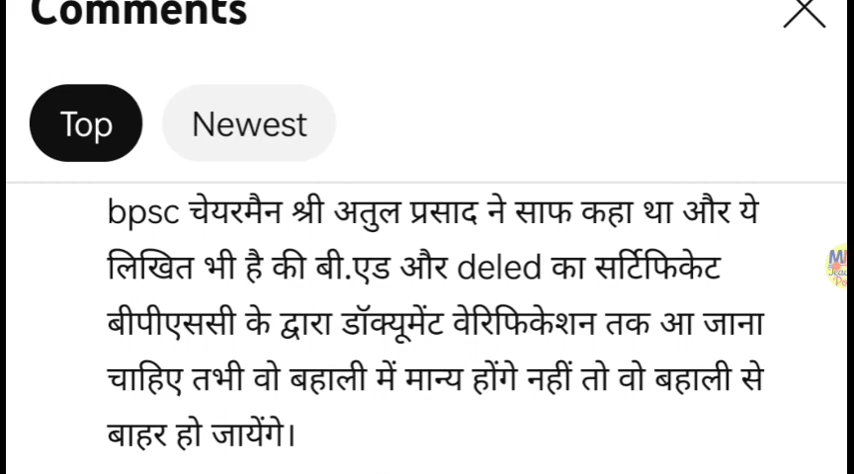 Comments
Top
Newest
bpsc चेयरमैन श्री अतुल प्रसाद ने साफ कहा था और ये
लिखित भी है की बी.एड और deled का सर्टिफिकेट
बीपीएससी के द्वारा डॉक्यूमेंट वेरिफिकेशन तक आ जाना
चाहिए तभी वो बहाली में मान्य होंगे नहीं तो वो बहाली से
बाहर हो जायेंगे।